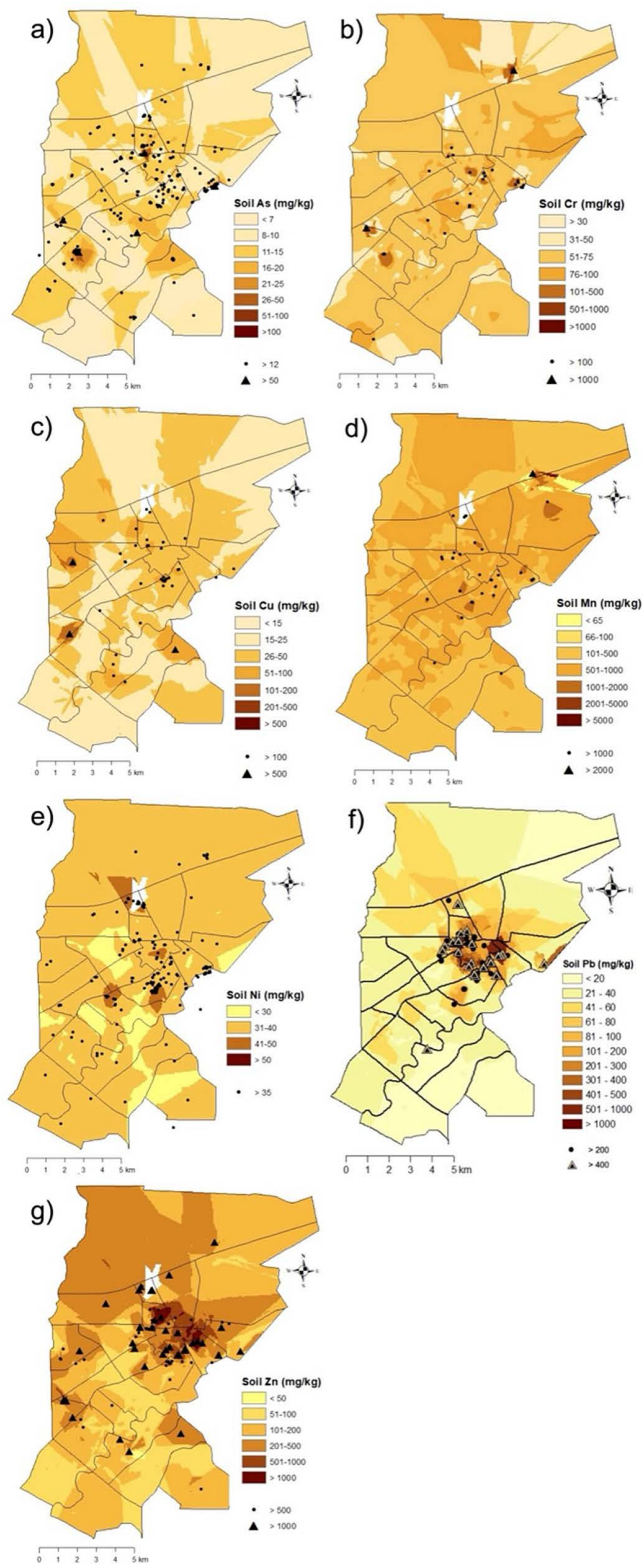 a)
N
W E
S
Soil As (mg/kg)
< 7
8-10
11-15
16-20
21-25
26-50
51-100
>100
> 12
> 50
0 1 2 3 4 5 km
b)
N
W E
S
Soil Cr (mg/kg)
> 30
31-50
51-75
76-100
101-500
501-1000
>1000
> 100
> 1000
0 1 2 3 4 5 km
c)
N
W E
S
Soil Cu (mg/kg)
< 15
15-25
26-50
51-100
101-200
201-500
> 500
> 100
> 500
0 1 2 3 4 5 km
d)
N
W E
S
Soil Mn (mg/kg)
< 65
66-100
101-500
501-1000
1001-2000
2001-5000
> 5000
> 1000
> 2000
0 1 2 3 4 5 km
e)
N
W E
S
Soil Ni (mg/kg)
< 30
31-40
41-50
> 50
> 35
0 1 2 3 4 5 km
f)
N
W E
S
Soil Pb (mg/kg)
< 20
21 - 40
41 - 60
61 - 80
81 - 100
101 - 200
201 - 300
301 - 400
401 - 500
501 - 1000
> 1000
> 200
> 400
0 1 2 3 4 5 km
g)
N
W E
S
Soil Zn (mg/kg)
< 50
51-100
101-200
201-500
501-1000
> 1000
> 500
> 1000
0 1 2 3 4 5 km